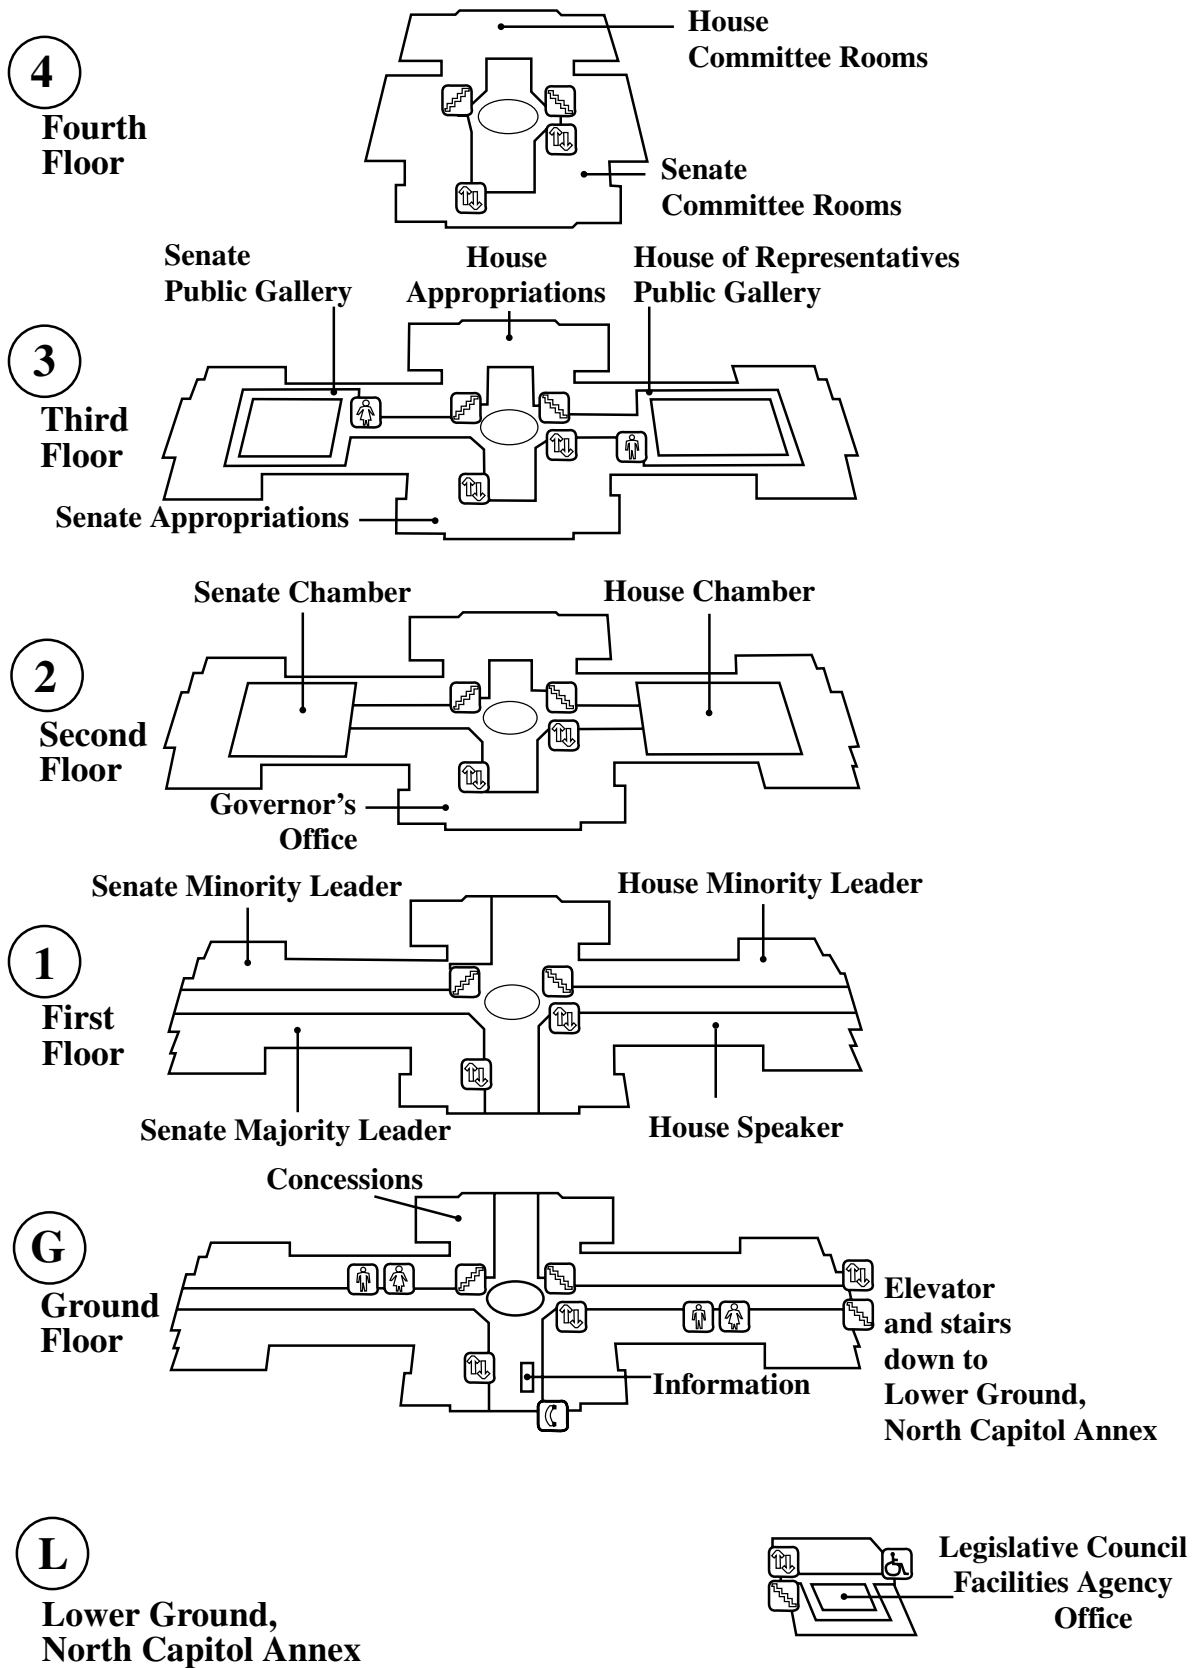 4
Fourth
Floor
House
Committee Rooms
Senate
Committee Rooms
Senate
Public Gallery
House
Appropriations
House of Representatives
Public Gallery
3
Third
Floor
Senate Appropriations
Senate Chamber
House Chamber
2
Second
Floor
Governor's
Office
Senate Minority Leader
House Minority Leader
1
First
Floor
Senate Majority Leader
House Speaker
Concessions
G
Ground
Floor
Elevator
and stairs
down to
Lower Ground,
North Capitol Annex
Information
L
Lower Ground,
North Capitol Annex
Legislative Council
Facilities Agency
Office